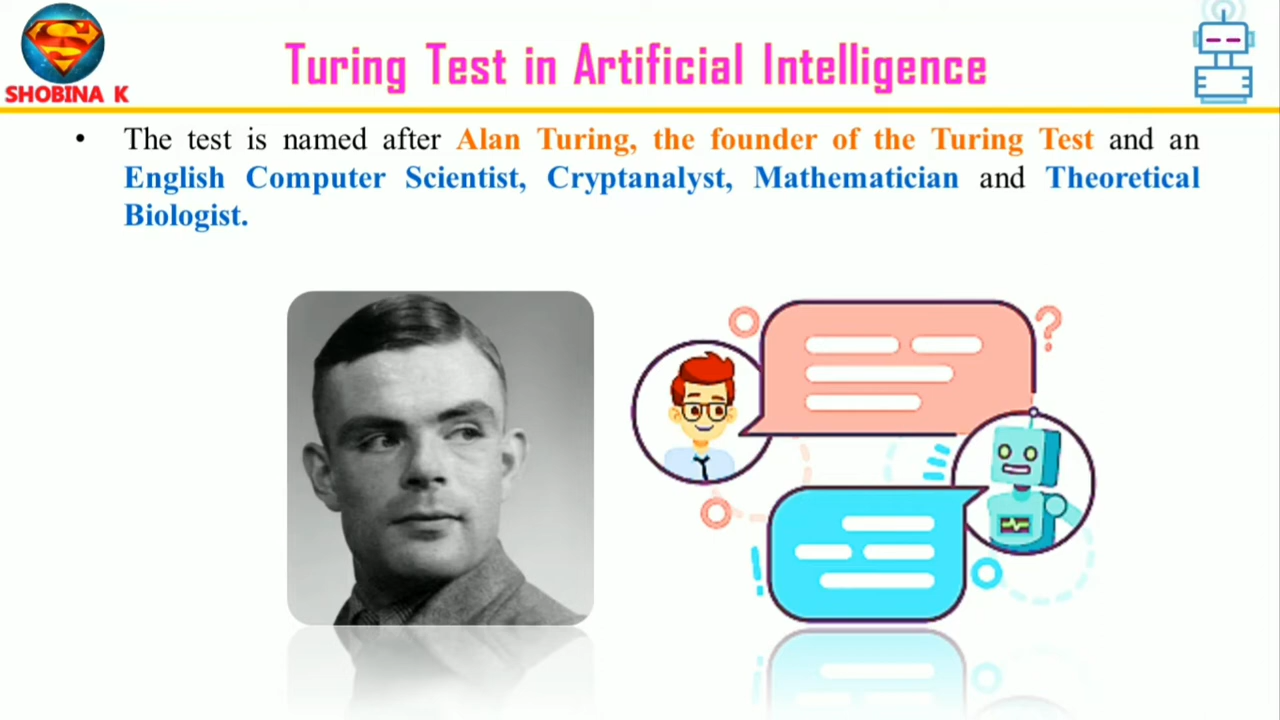 SHOBINA K
Turing Test in Artificial Intelligence
• The test is named after Alan Turing, the founder of the Turing Test and an
English Computer Scientist, Cryptanalyst, Mathematician and Theoretical
Biologist.